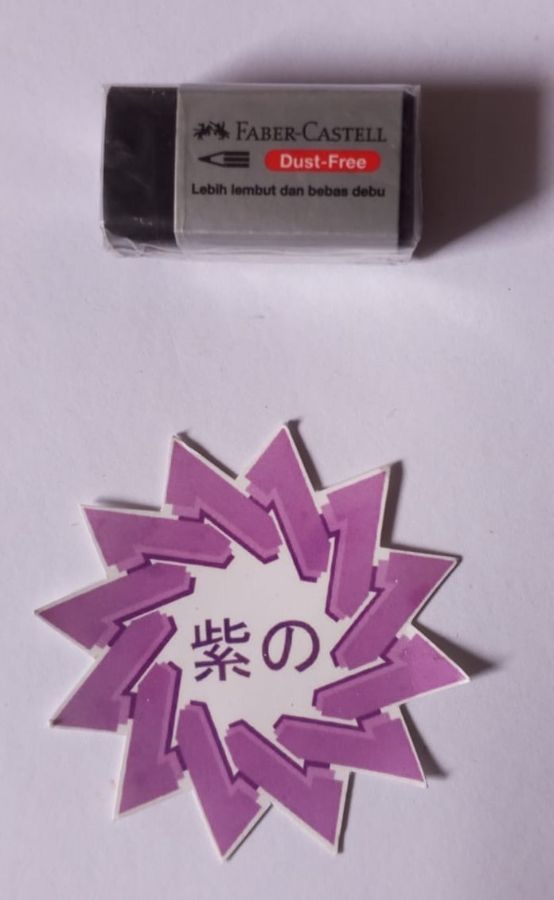 FABER-CASTELL
Dust-Free
Lebih lembut dan bebas debu
紫の